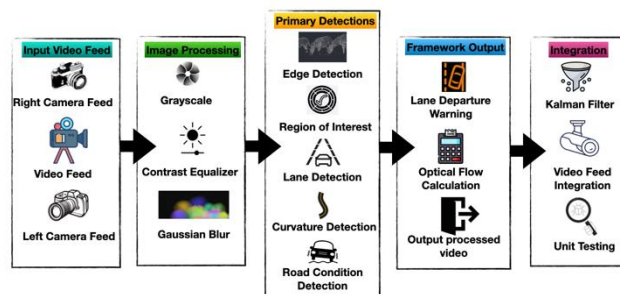 Input Video Feed
Right Camera Feed
Video Feed
Left Camera Feed
Image Processing
Grayscale
Contrast Equalizer
Gaussian Blur
Primary Detections
Edge Detection
Region of Interest
Lane Detection
Curvature Detection
Road Condition
Detection
Framework Output
Lane Departure
Warning
Optical Flow
Calculation
Output processed
video
Integration
Kalman Filter
Video Feed
Integration
Unit Testing